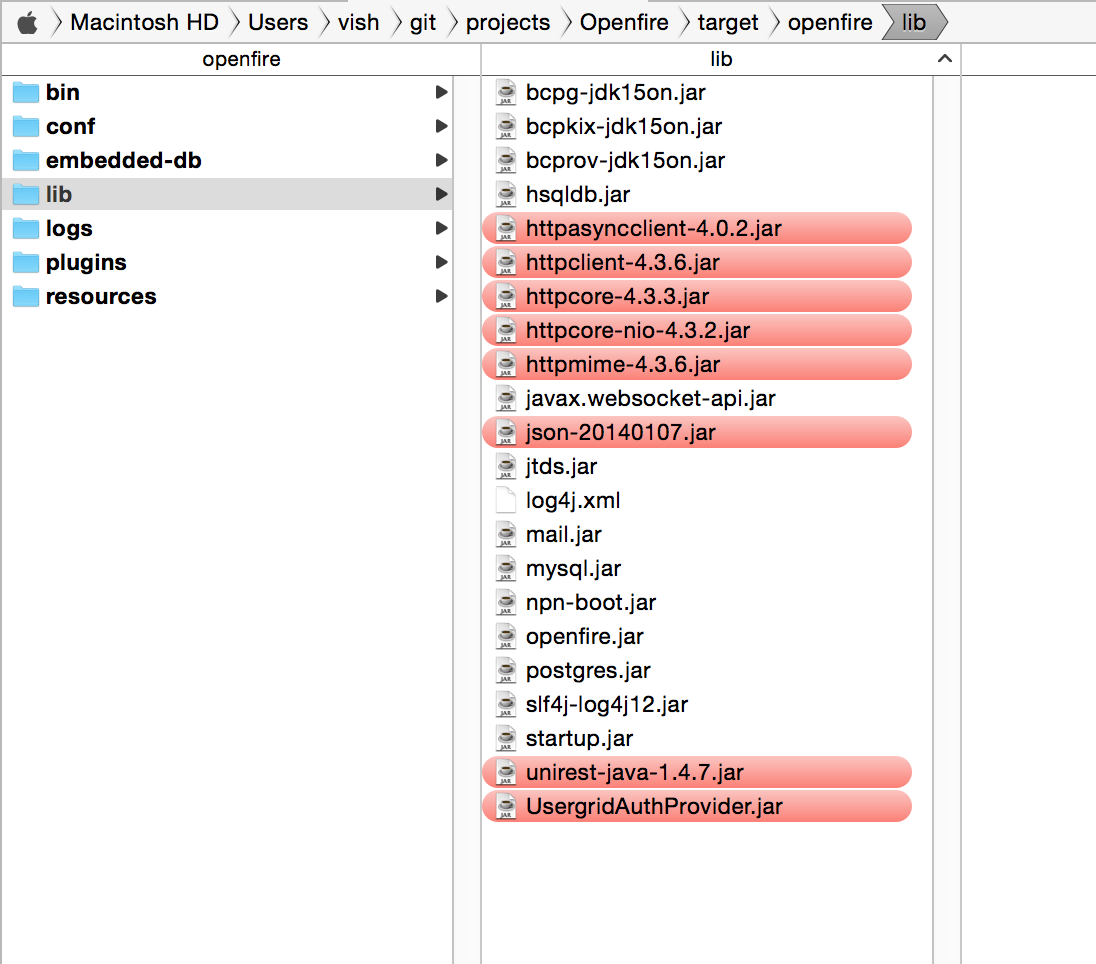 Macintosh HD Users vish git projects Openfire target openfire lib
openfire
lib
bin
conf
embedded-db
lib
logs
plugins
resources
bcpg-jdk15on.jar
bcpkix-jdk15on.jar
bcprov-jdk15on.jar
hsqldb.jar
httpasyncclient-4.0.2.jar
httpclient-4.3.6.jar
httpcore-4.3.3.jar
httpcore-nio-4.3.2.jar
httpmime-4.3.6.jar
javax.websocket-api.jar
json-20140107.jar
jtds.jar
log4j.xml
mail.jar
mysql.jar
npn-boot.jar
openfire.jar
postgres.jar
slf4j-log4j12.jar
startup.jar
unirest-java-1.4.7.jar
UsergridAuthProvider.jar